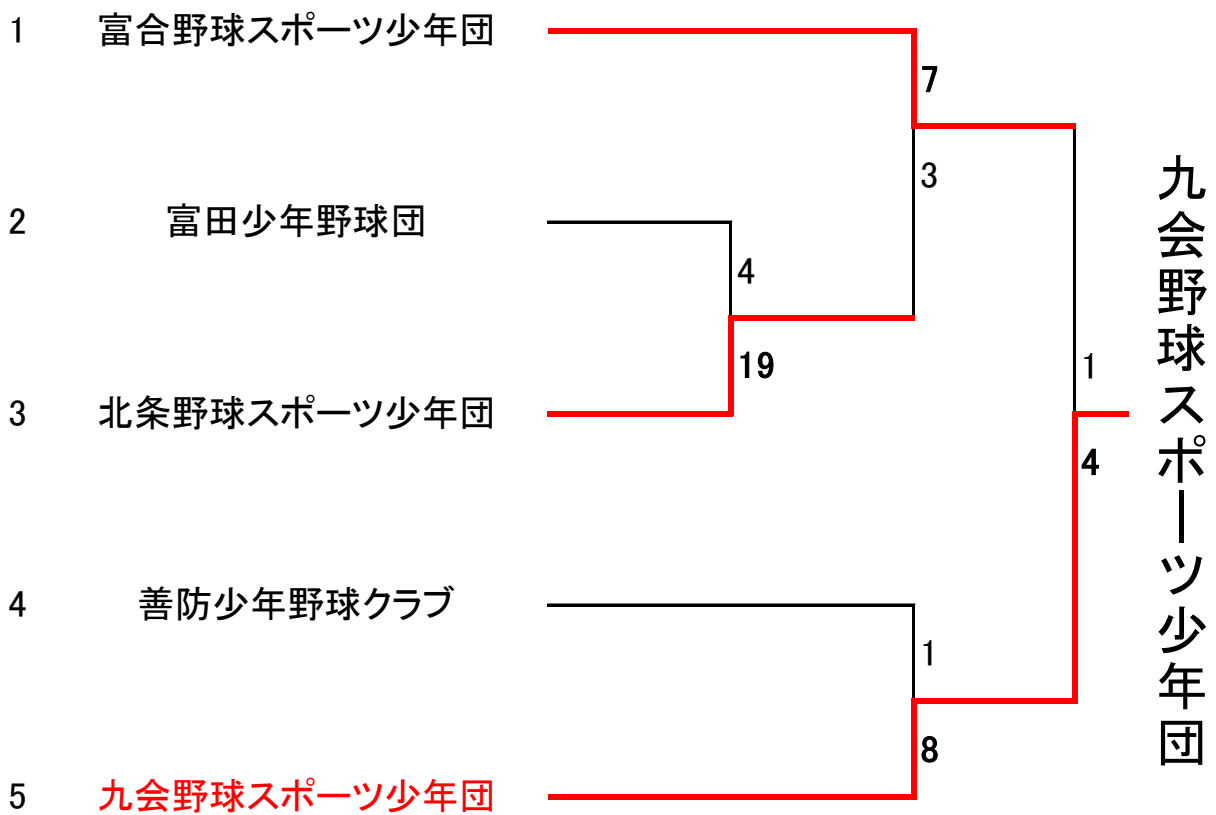 1 富合野球スポーツ少年団
7
3
2 富田少年野球団
4
19
3 北条野球スポーツ少年団
1
4
4 善防少年野球クラブ
1
8
5 九会野球スポーツ少年団
九会野球スポーツ少年団